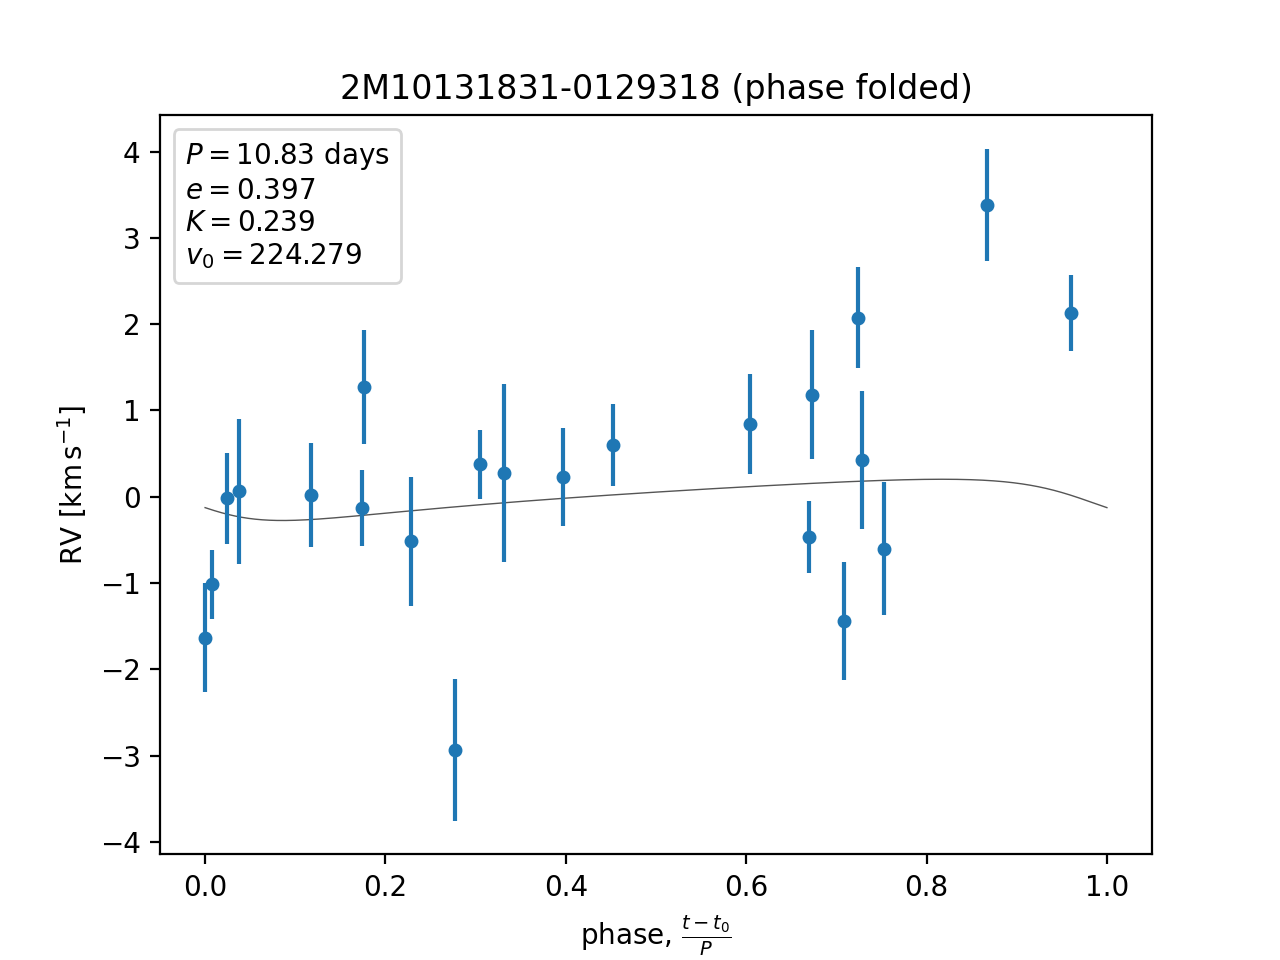 2M10131831-0129318 (phase folded)
P = 10.83 days
e = 0.397
K = 0.239
v₀ = 224.279
4
3
2
1
0
−1
−2
−3
−4
RV [km s⁻¹]
0.0 0.2 0.4 0.6 0.8 1.0
phase, (t − t₀)/P